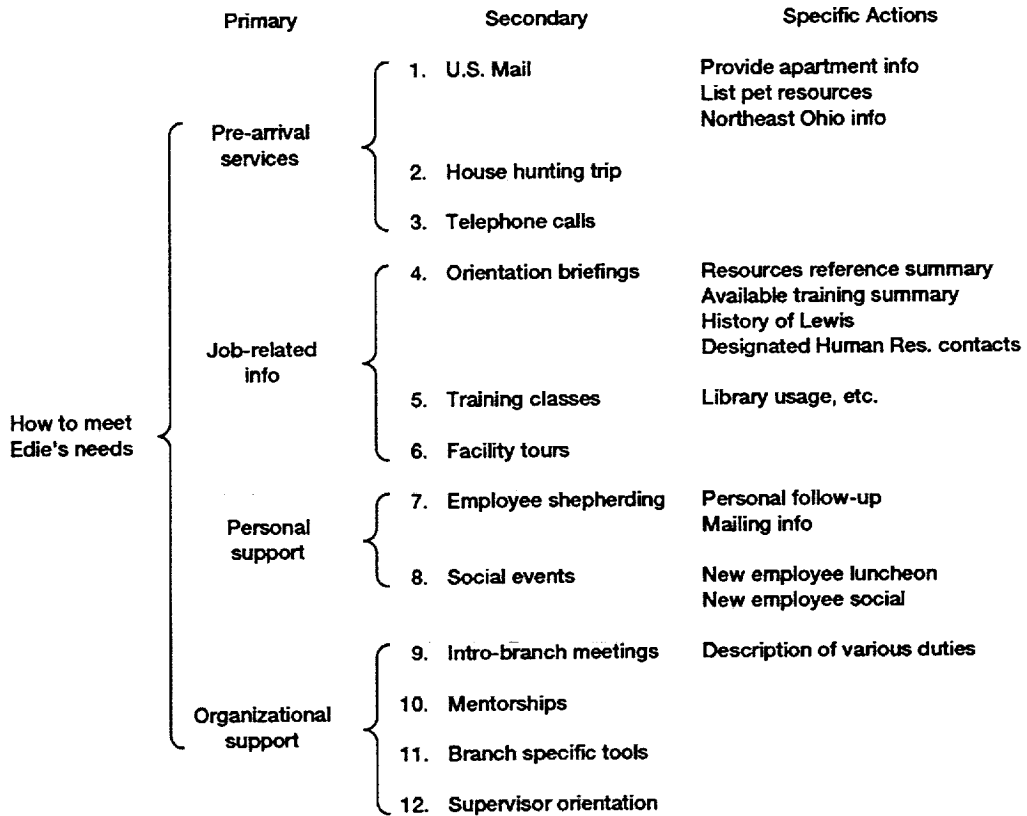 Primary Secondary Specific Actions
1. U.S. Mail Provide apartment info
List pet resources
Northeast Ohio info
Pre-arrival
services
2. House hunting trip
3. Telephone calls
4. Orientation briefings Resources reference summary
Available training summary
History of Lewis
Designated Human Res. contacts
Job-related
info
5. Training classes Library usage, etc.
How to meet
Edie's needs
6. Facility tours
7. Employee shepherding Personal follow-up
Mailing info
Personal
support
8. Social events New employee luncheon
New employee social
9. Intro-branch meetings Description of various duties
10. Mentorships
Organizational
support
11. Branch specific tools
12. Supervisor orientation